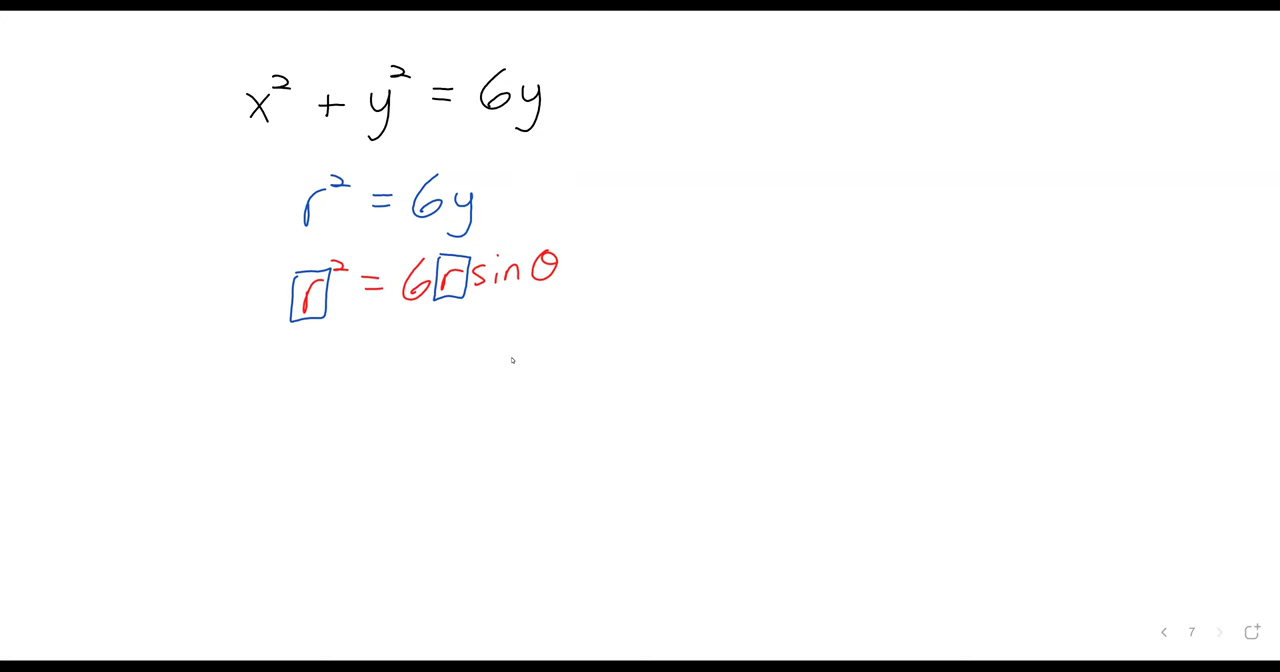 x² + y² = 6y
r² = 6y
r² = 6r sin θ
7